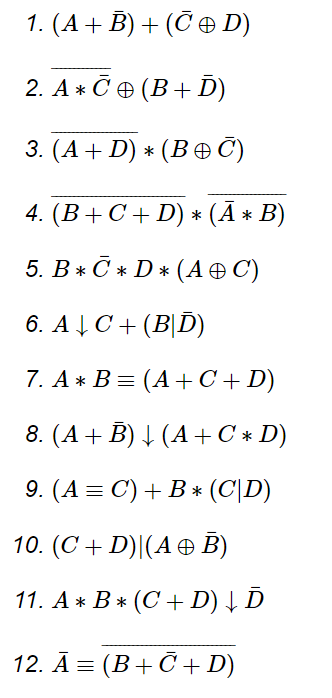 1. (A + B̄) + (C̄ ⊕ D)
2. \overline{A * C̄} ⊕ (B + D̄)
3. \overline{(A + D)} * (B ⊕ C̄)
4. \overline{(B + C + D)} * \overline{(Ā * B)}
5. B * C̄ * D * (A ⊕ C)
6. A ↓ C + (B|D̄)
7. A * B ≡ (A + C + D)
8. (A + B̄) ↓ (A + C * D)
9. (A ≡ C) + B * (C|D)
10. (C + D)|(A ⊕ B̄)
11. A * B * (C + D) ↓ D̄
12. Ā ≡ \overline{(B + C̄ + D)}